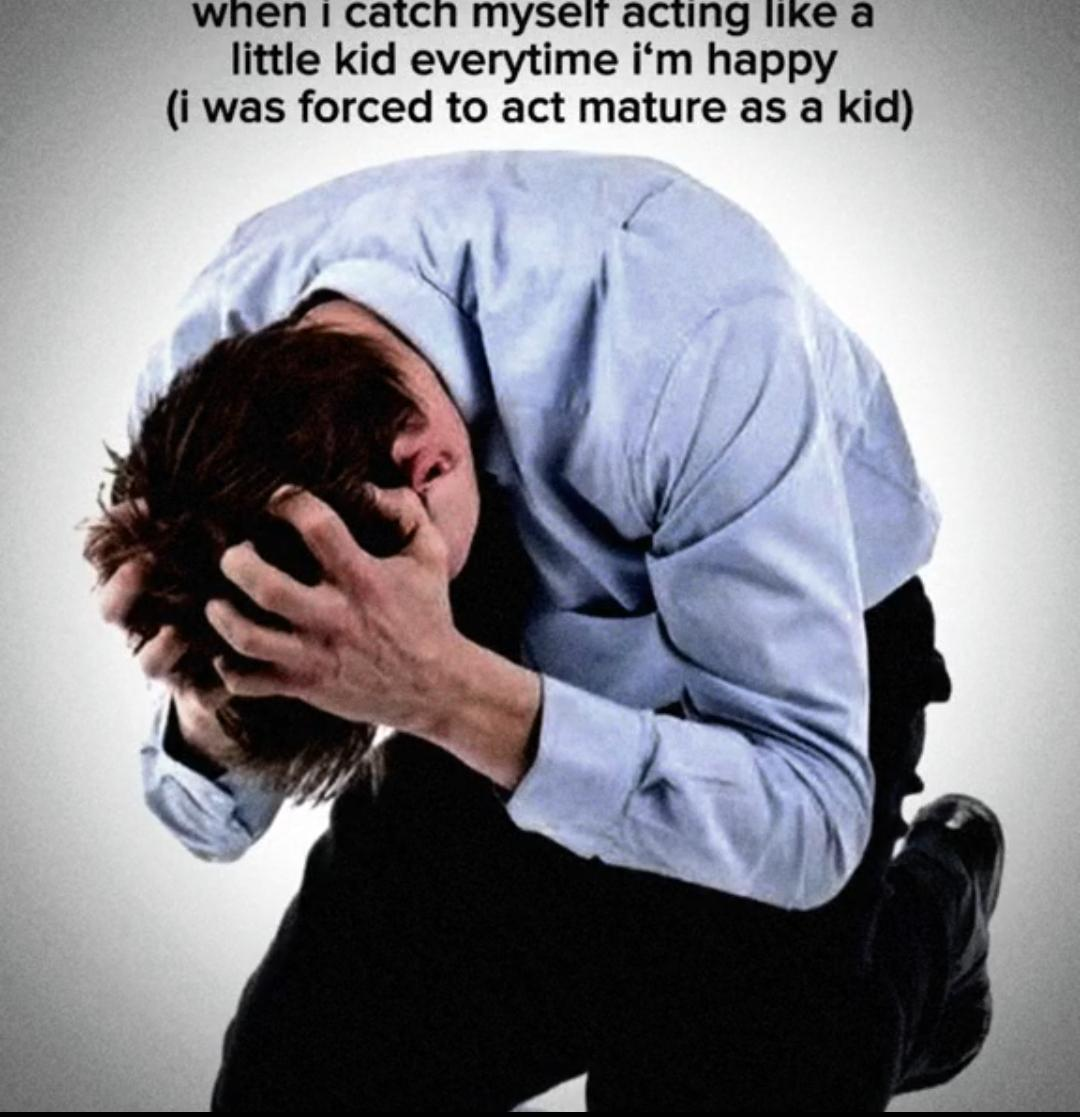 when i catch myself acting like a
little kid everytime i‘m happy
(i was forced to act mature as a kid)